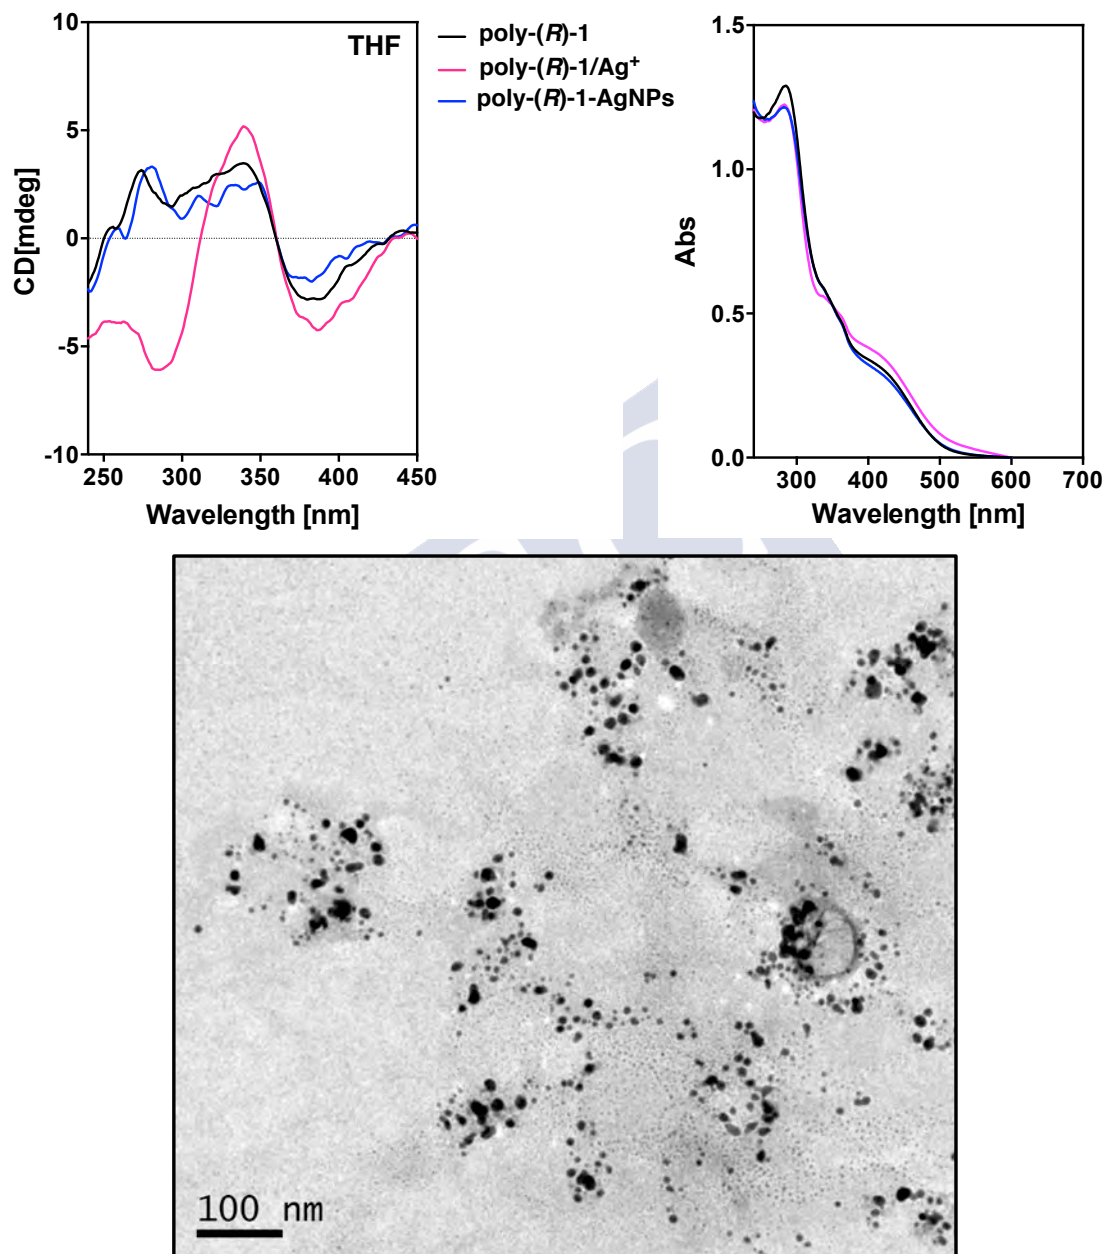 THF
poly-(R)-1
poly-(R)-1/Ag⁺
poly-(R)-1-AgNPs
10
5
0
-5
-10
CD[mdeg]
250 300 350 400 450
Wavelength [nm]
1.5
1.0
0.5
0.0
Abs
300 400 500 600 700
Wavelength [nm]
100 nm